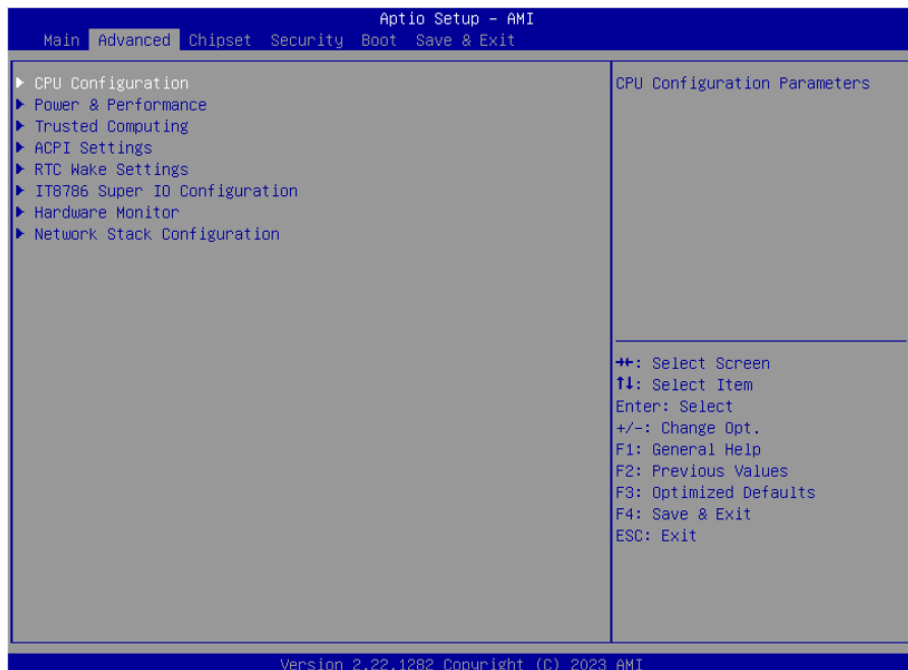 Aptio Setup – AMI
Main Advanced Chipset Security Boot Save & Exit
▶ CPU Configuration
▶ Power & Performance
▶ Trusted Computing
▶ ACPI Settings
▶ RTC Wake Settings
▶ IT8786 Super IO Configuration
▶ Hardware Monitor
▶ Network Stack Configuration
CPU Configuration Parameters
→←: Select Screen
↑↓: Select Item
Enter: Select
+/-: Change Opt.
F1: General Help
F2: Previous Values
F3: Optimized Defaults
F4: Save & Exit
ESC: Exit
Version 2.22.1282 Copyright (C) 2023 AMI